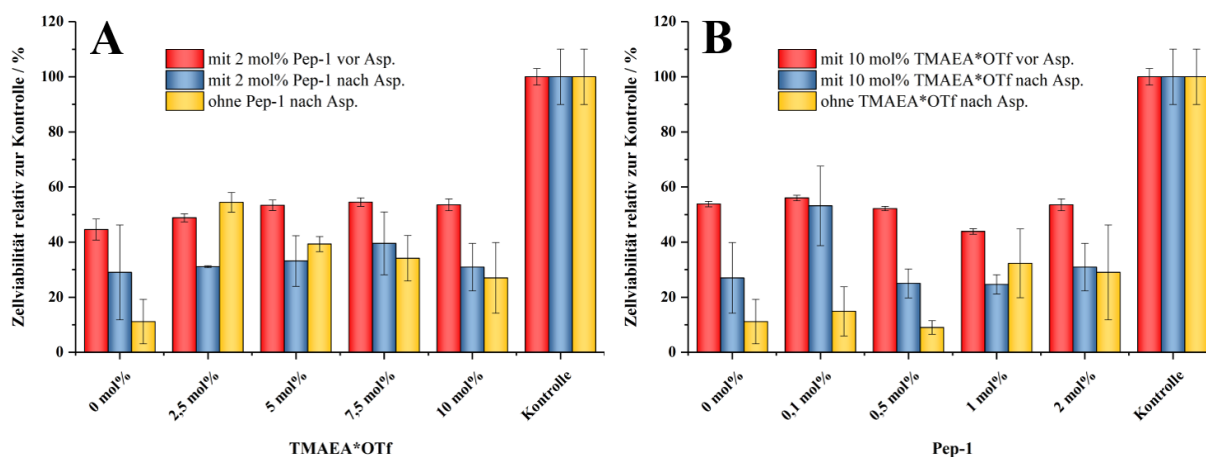 A
Zellviabilität relativ zur Kontrolle / %
120
100
80
60
40
20
0
mit 2 mol% Pep-1 vor Asp.
mit 2 mol% Pep-1 nach Asp.
ohne Pep-1 nach Asp.
0 mol%
2,5 mol%
5 mol%
7,5 mol%
10 mol%
Kontrolle
TMAEA*OTf
B
Zellviabilität relativ zur Kontrolle / %
120
100
80
60
40
20
0
mit 10 mol% TMAEA*OTf vor Asp.
mit 10 mol% TMAEA*OTf nach Asp.
ohne TMAEA*OTf nach Asp.
0 mol%
0,1 mol%
0,5 mol%
1 mol%
2 mol%
Kontrolle
Pep-1